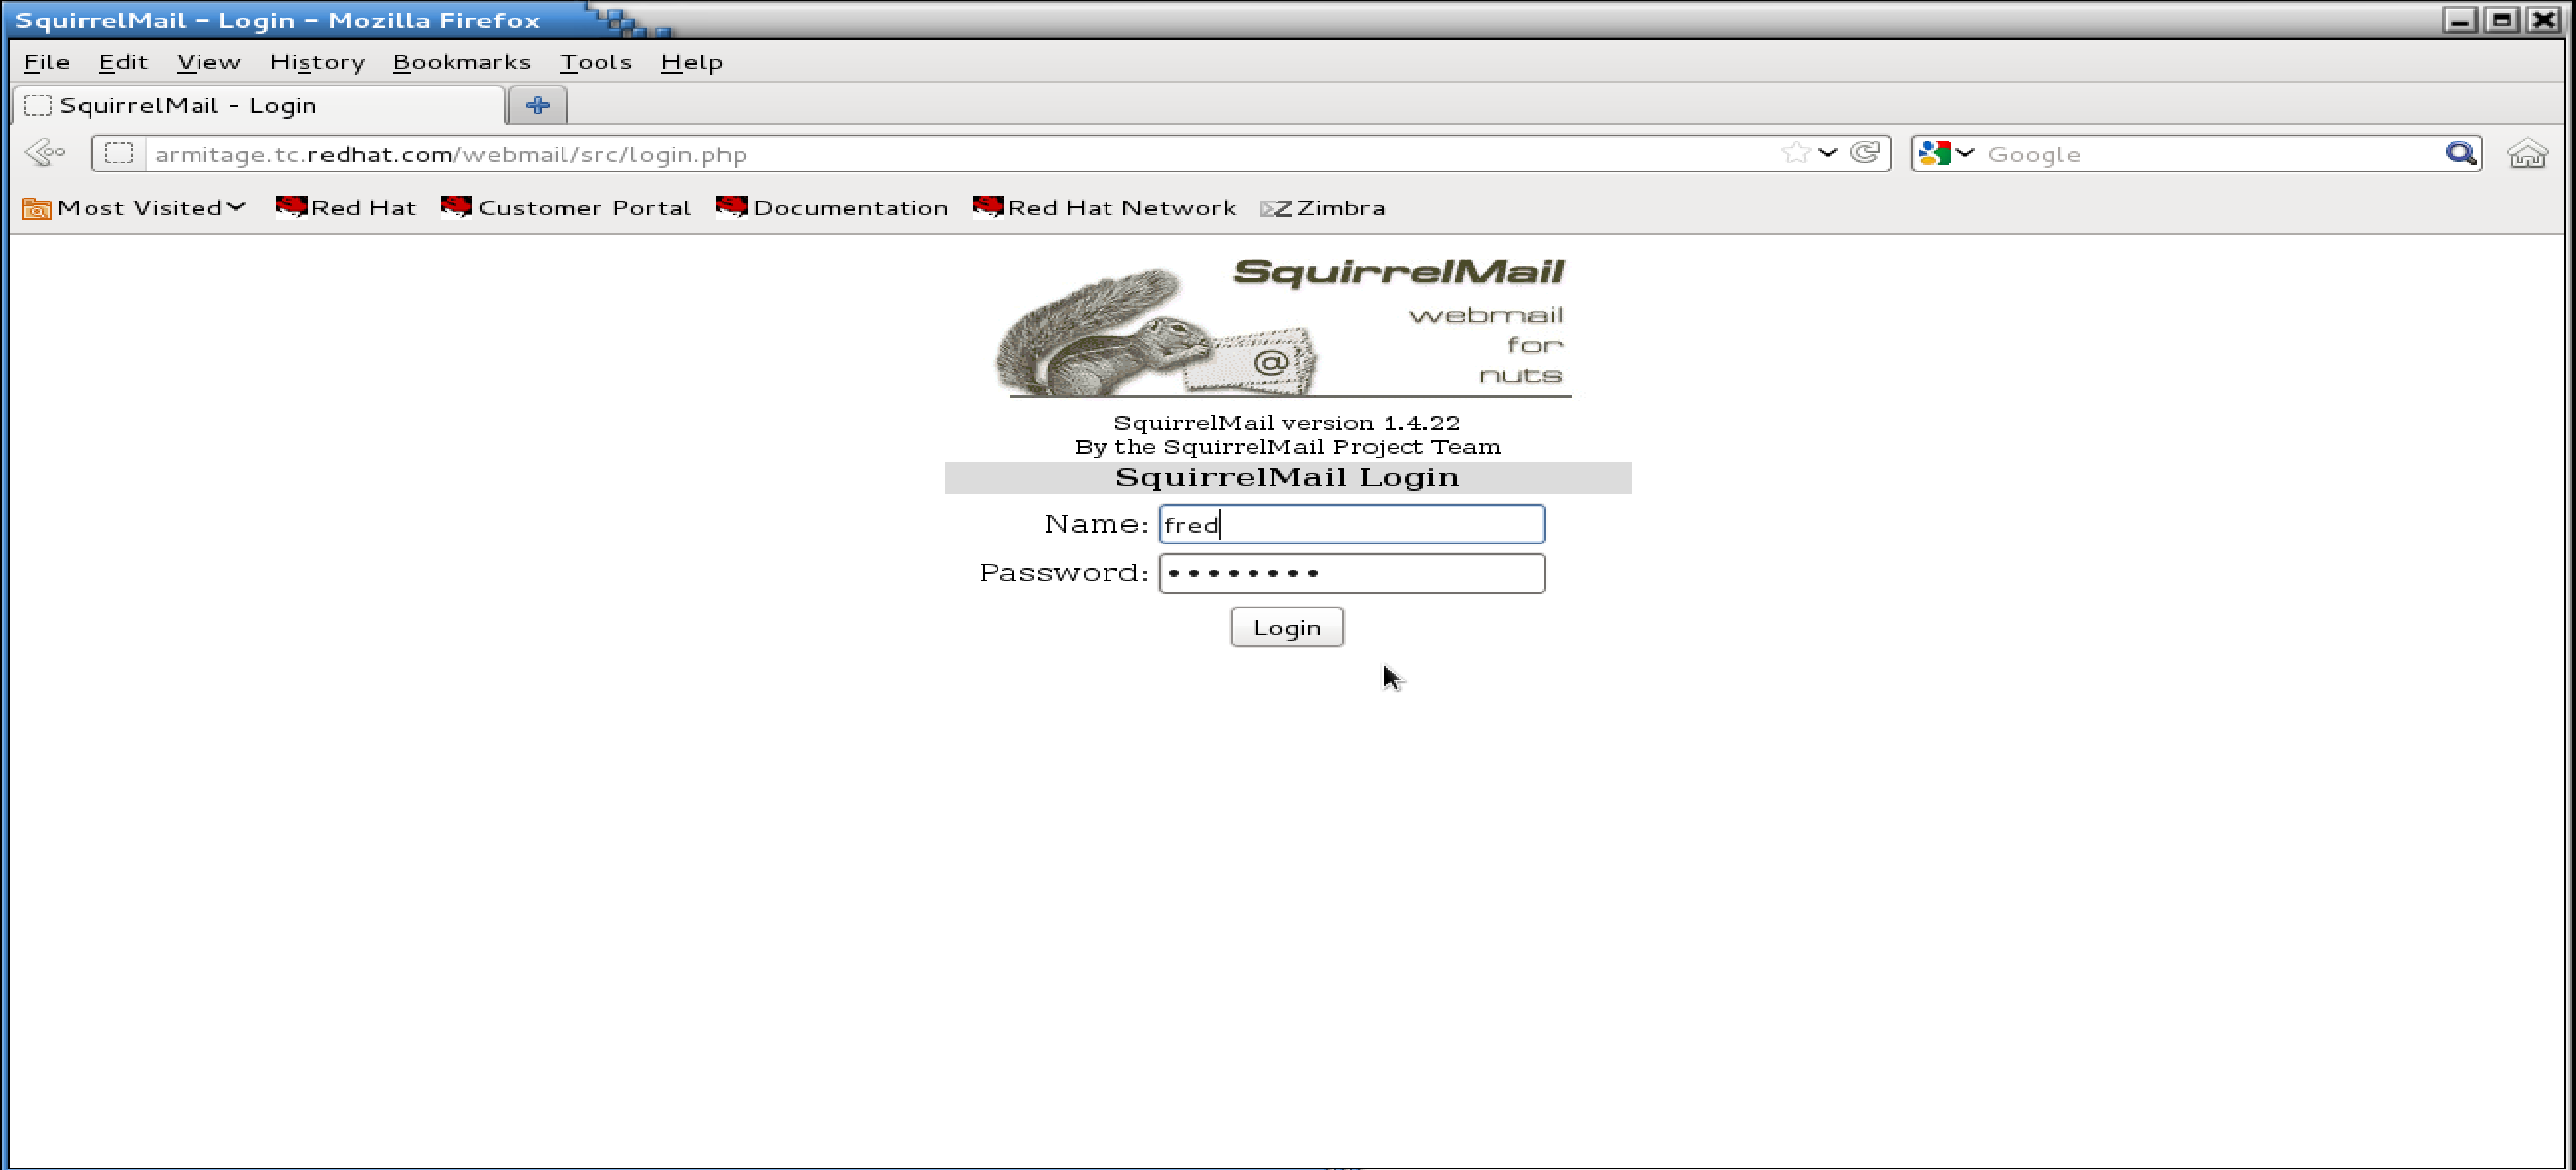 SquirrelMail - Login - Mozilla Firefox
File Edit View History Bookmarks Tools Help
SquirrelMail - Login
armitage.tc.redhat.com/webmail/src/login.php Google
Most Visited Red Hat Customer Portal Documentation Red Hat Network Zimbra
SquirrelMail
webmail
for
nuts
@
SquirrelMail version 1.4.22
By the SquirrelMail Project Team
SquirrelMail Login
Name: fred
Password: ••••••••
Login